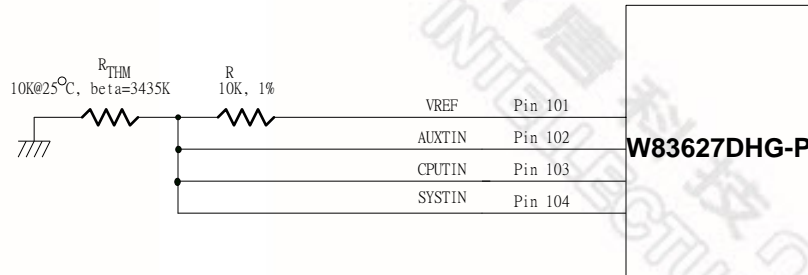 R_THM
10K@25°C, beta=3435K
R
10K, 1%
VREF Pin 101
AUXTIN Pin 102
CPUTIN Pin 103
SYSTIN Pin 104
W83627DHG-P